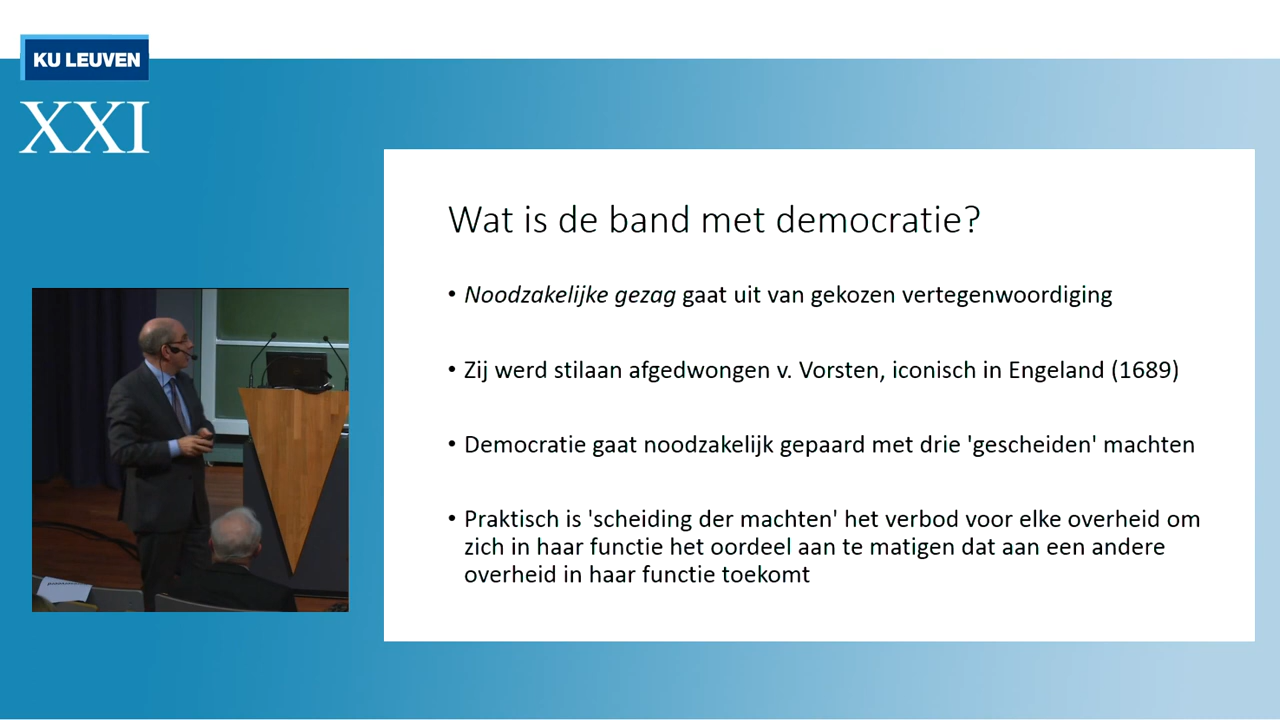 KU LEUVEN
XXI
Wat is de band met democratie?
• Noodzakelijke gezag gaat uit van gekozen vertegenwoordiging
• Zij werd stilaan afgedwongen v. Vorsten, iconisch in Engeland (1689)
• Democratie gaat noodzakelijk gepaard met drie 'gescheiden' machten
• Praktisch is 'scheiding der machten' het verbod voor elke overheid om
zich in haar functie het oordeel aan te matigen dat aan een andere
overheid in haar functie toekomt